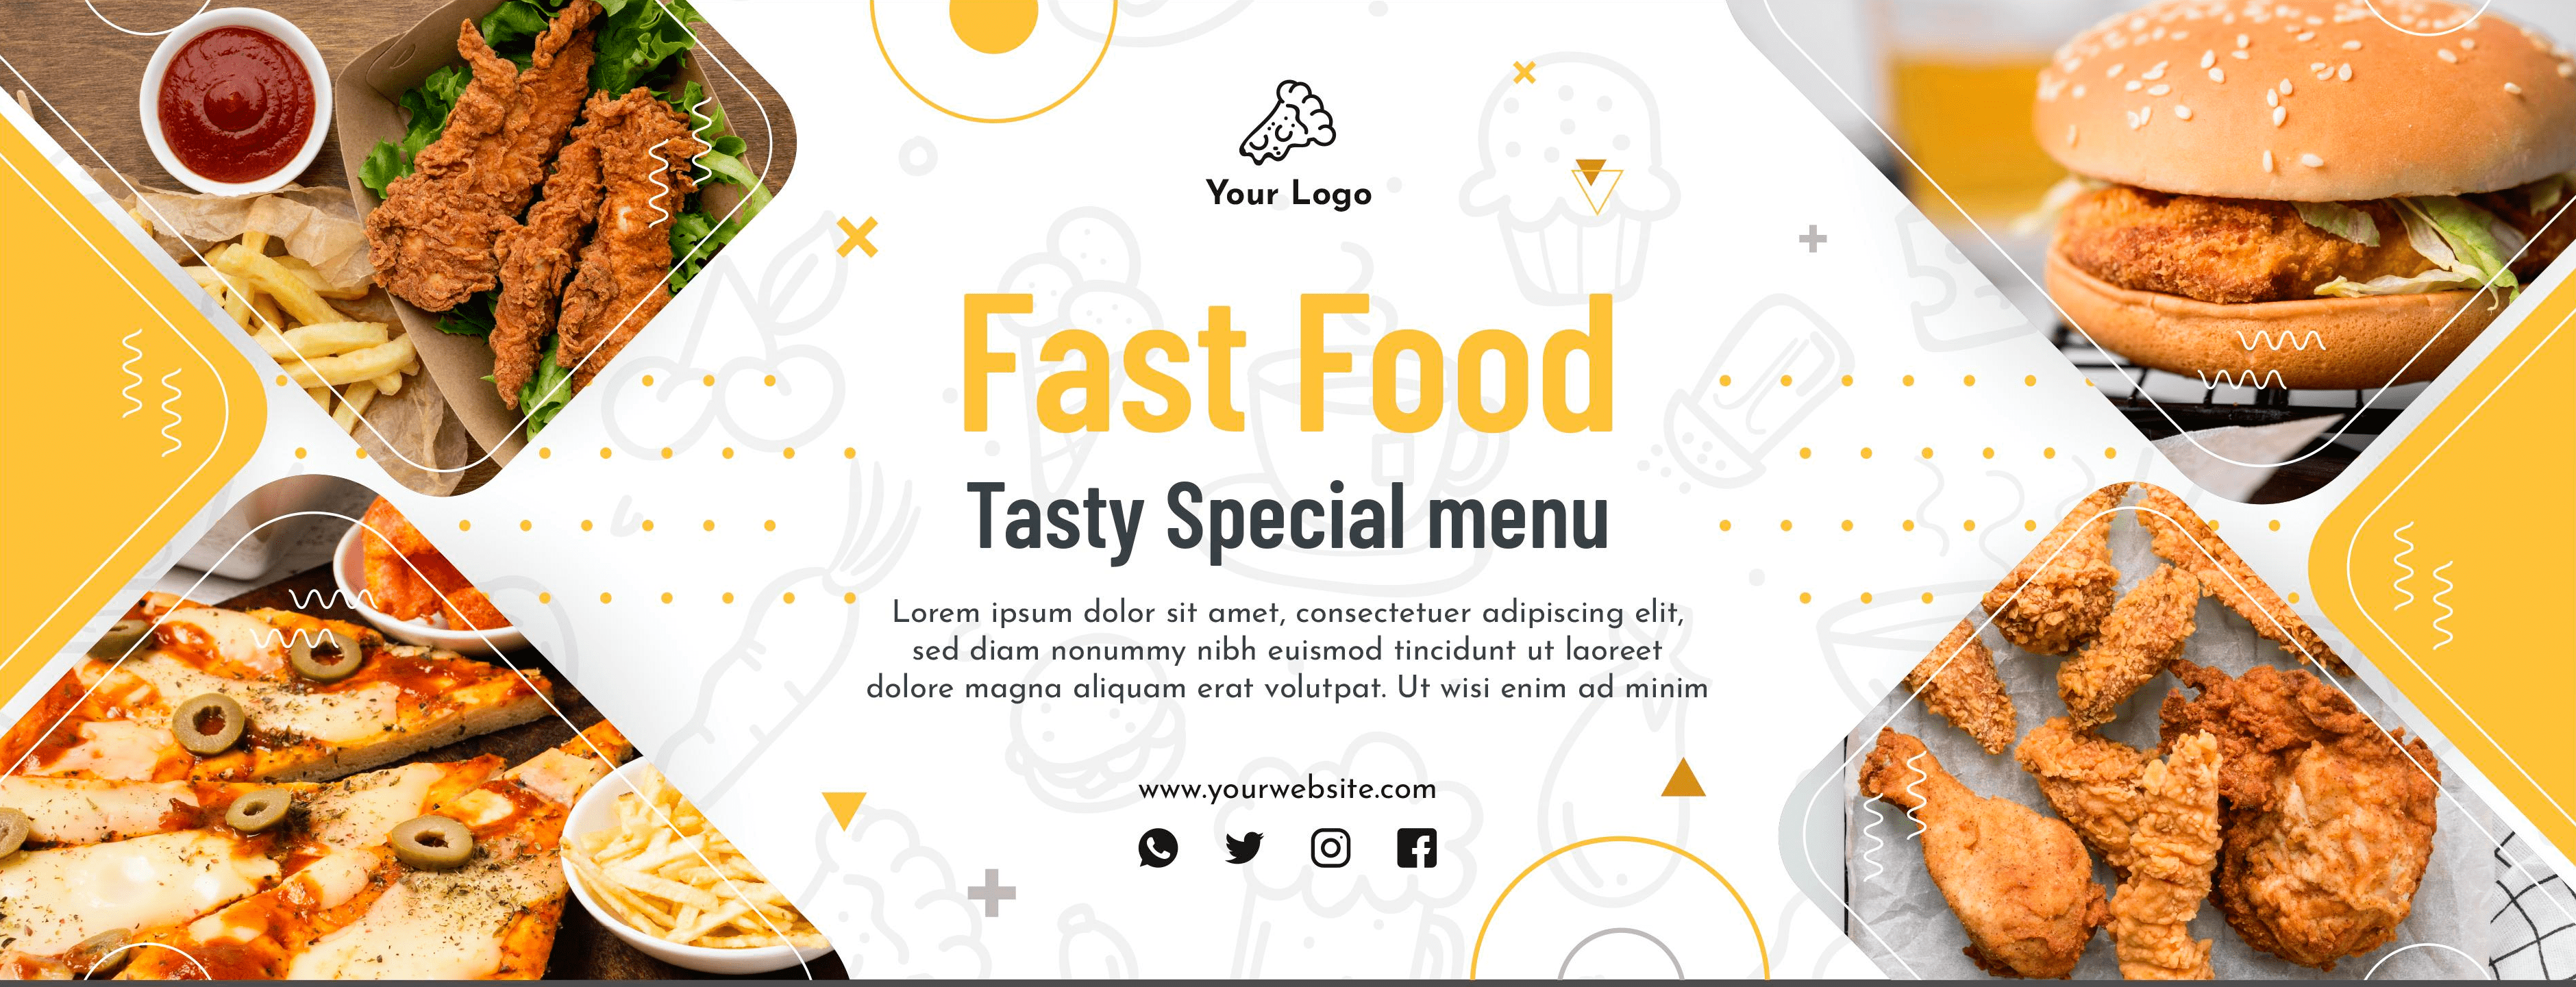 Your Logo
Fast Food
Tasty Special menu
Lorem ipsum dolor sit amet, consectetuer adipiscing elit,
sed diam nonummy nibh euismod tincidunt ut laoreet
dolore magna aliquam erat volutpat. Ut wisi enim ad minim
www.yourwebsite.com